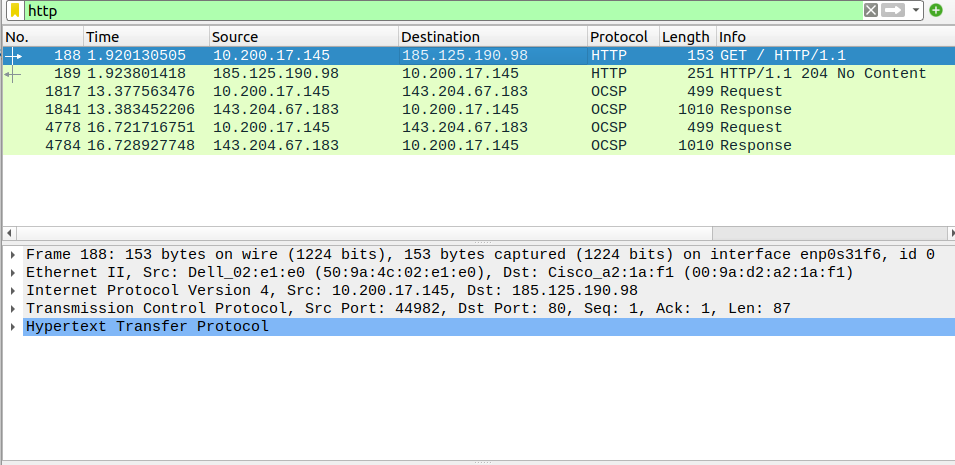 http
No. Time Source Destination Protocol Length Info
188 1.920130505 10.200.17.145 185.125.190.98 HTTP 153 GET / HTTP/1.1
189 1.923801418 185.125.190.98 10.200.17.145 HTTP 251 HTTP/1.1 204 No Content
1817 13.377563476 10.200.17.145 143.204.67.183 OCSP 499 Request
1841 13.383452206 143.204.67.183 10.200.17.145 OCSP 1010 Response
4778 16.721716751 10.200.17.145 143.204.67.183 OCSP 499 Request
4784 16.728927748 143.204.67.183 10.200.17.145 OCSP 1010 Response
Frame 188: 153 bytes on wire (1224 bits), 153 bytes captured (1224 bits) on interface enp0s31f6, id 0
Ethernet II, Src: Dell_02:e1:e0 (50:9a:4c:02:e1:e0), Dst: Cisco_a2:1a:f1 (00:9a:d2:a2:1a:f1)
Internet Protocol Version 4, Src: 10.200.17.145, Dst: 185.125.190.98
Transmission Control Protocol, Src Port: 44982, Dst Port: 80, Seq: 1, Ack: 1, Len: 87
Hypertext Transfer Protocol